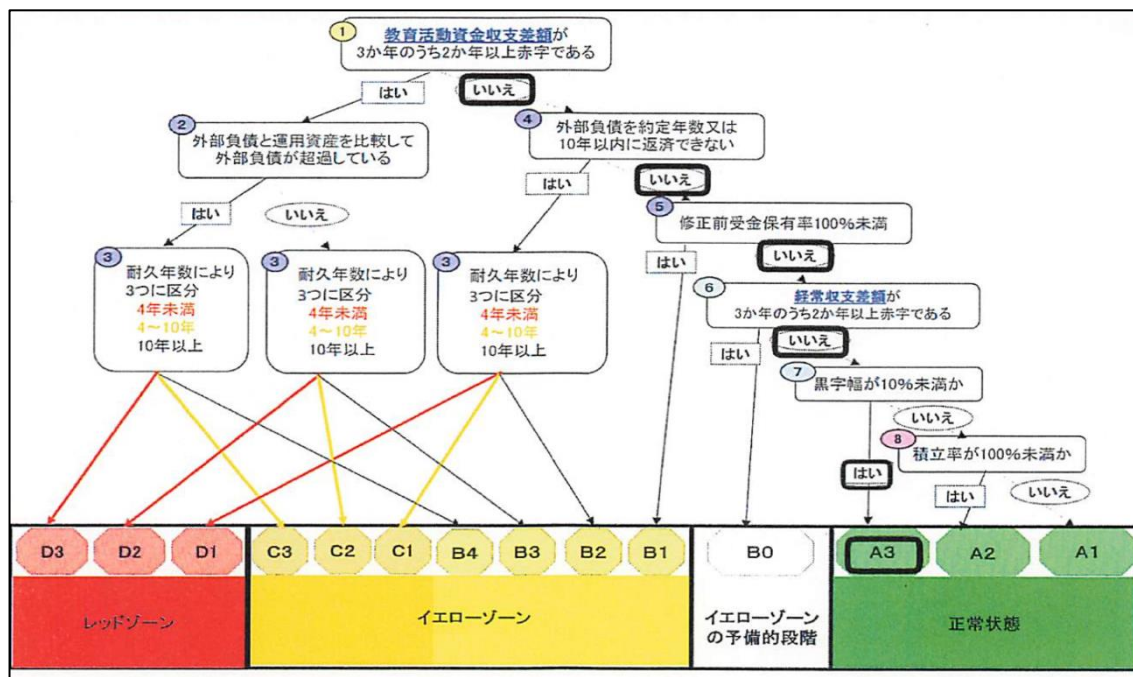 1
教育活動資金収支差額が
3か年のうち2か年以上赤字である
はい
いいえ
2
外部負債と運用資産を比較して
外部負債が超過している
4
外部負債を約定年数又は
10年以内に返済できない
はい
いいえ
はい
いいえ
5
修正前受金保有率100%未満
3
耐久年数により
3つに区分
4年未満
4~10年
10年以上
3
耐久年数により
3つに区分
4年未満
4~10年
10年以上
3
耐久年数により
3つに区分
4年未満
4~10年
10年以上
はい
いいえ
6
経常収支差額が
3か年のうち2か年以上赤字である
はい
いいえ
7
黒字幅が10%未満か
はい
いいえ
8
積立率が100%未満か
はい
いいえ
D3
D2
D1
C3
C2
C1
B4
B3
B2
B1
B0
A3
A2
A1
レッドゾーン
イエローゾーン
イエローゾーン
の予備的段階
正常状態